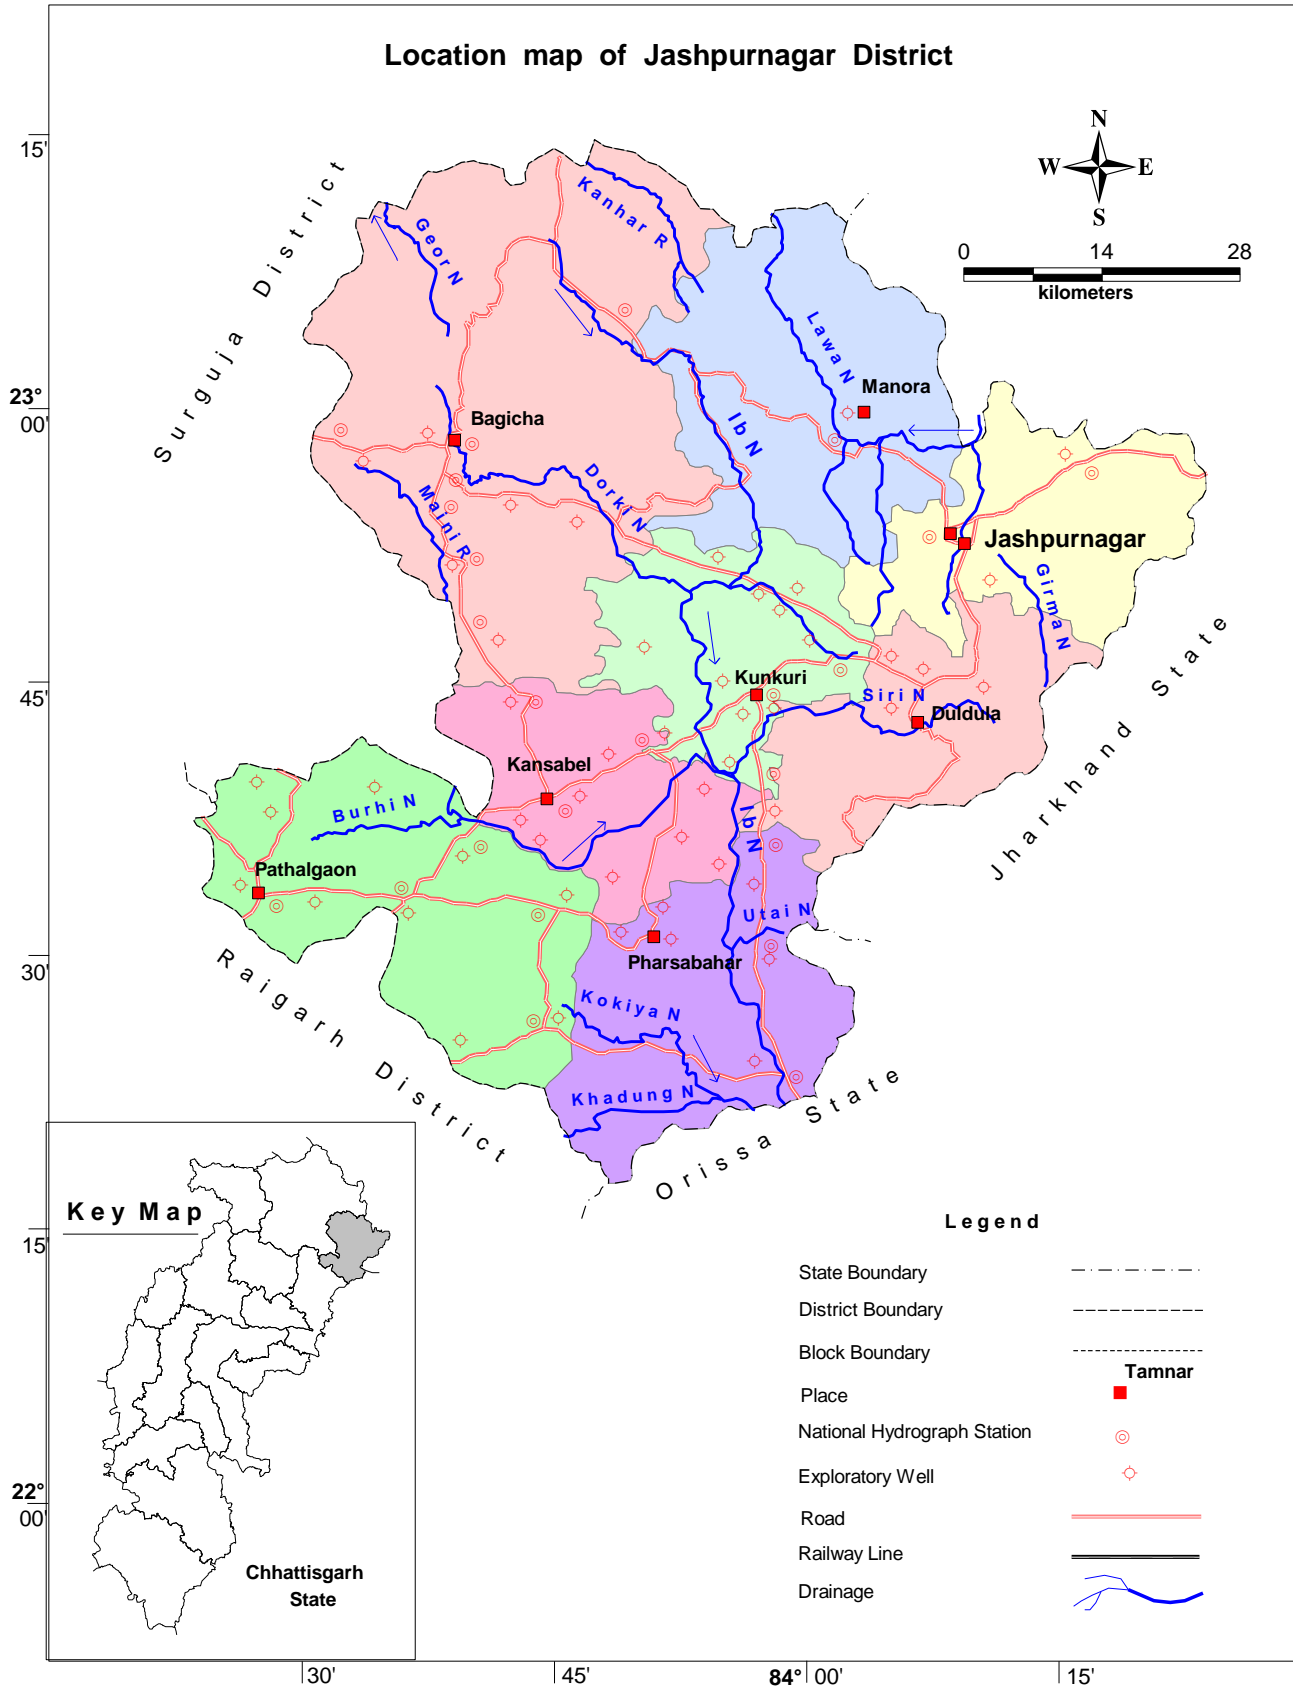 Location map of Jashpurnagar District
N
W E
S
0 14 28
kilometers
15'
23°
00'
45'
30'
15'
22°
00'
30'
45'
84° 00'
15'
Surguja District
Raigarh District
Orissa State
Jharkhand State
Kanhar R
Geor N
Lawa N
Manora
Ib N
Bagicha
Dorki N
Maini R
Jashpurnagar
Girma N
Kunkuri
Siri N
Duldula
Kansabel
Burhi N
Ib N
Pathalgaon
Utai N
Pharsabahar
Kokiya N
Khadung N
Key Map
Chhattisgarh
State
Legend
State Boundary
District Boundary
Block Boundary
Tamnar
Place
National Hydrograph Station
Exploratory Well
Road
Railway Line
Drainage